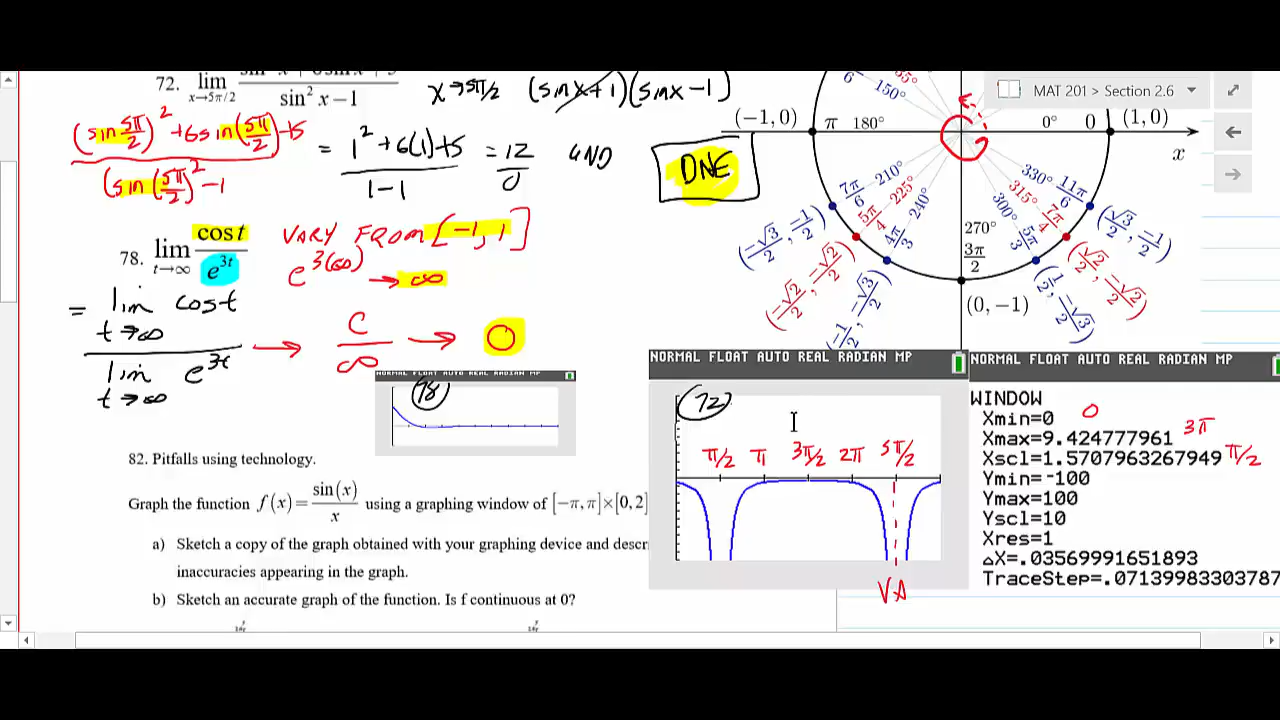 72. lim
x→5π/2
sin² x − 1
x→5π/2 (sinx+1)(sinx−1)
(sin 5π/2)² + 6sin(5π/2)+5
(sin 5π/2)² − 1
= 1² + 6(1)+5
1−1
= 12
0
UND
DNE
78. lim cos t
t→∞ e^3t
VARY FROM [−1, 1]
e^3(∞) → ∞
= lim cost
t→∞
lim e^3t
t→∞
→ C
∞
→ 0
NORMAL FLOAT AUTO REAL RADIAN MP
78
82. Pitfalls using technology.
Graph the function f(x) = sin(x)/x using a graphing window of [−π,π]×[0,2]
a) Sketch a copy of the graph obtained with your graphing device and descr
inaccuracies appearing in the graph.
b) Sketch an accurate graph of the function. Is f continuous at 0?
MAT 201 > Section 2.6
6 150°
(−1, 0)
π 180°
0° 0
(1, 0)
x
7π/6 210°
5π/4 225°
4π/3 240°
270°
3π/2
300° 5π/3
315° 7π/4
330° 11π/6
(−√3/2, −1/2)
(−√2/2, −√2/2)
(−1/2, −√3/2)
(0, −1)
(1/2, −√3/2)
(√2/2, −√2/2)
(√3/2, −1/2)
NORMAL FLOAT AUTO REAL RADIAN MP
72
π/2 π 3π/2 2π 5π/2
VA
NORMAL FLOAT AUTO REAL RADIAN MP
WINDOW
Xmin=0 0
Xmax=9.424777961 3π
Xscl=1.5707963267949 π/2
Ymin=-100
Ymax=100
Yscl=10
Xres=1
△X=.03569991651893
TraceStep=.07139983303787